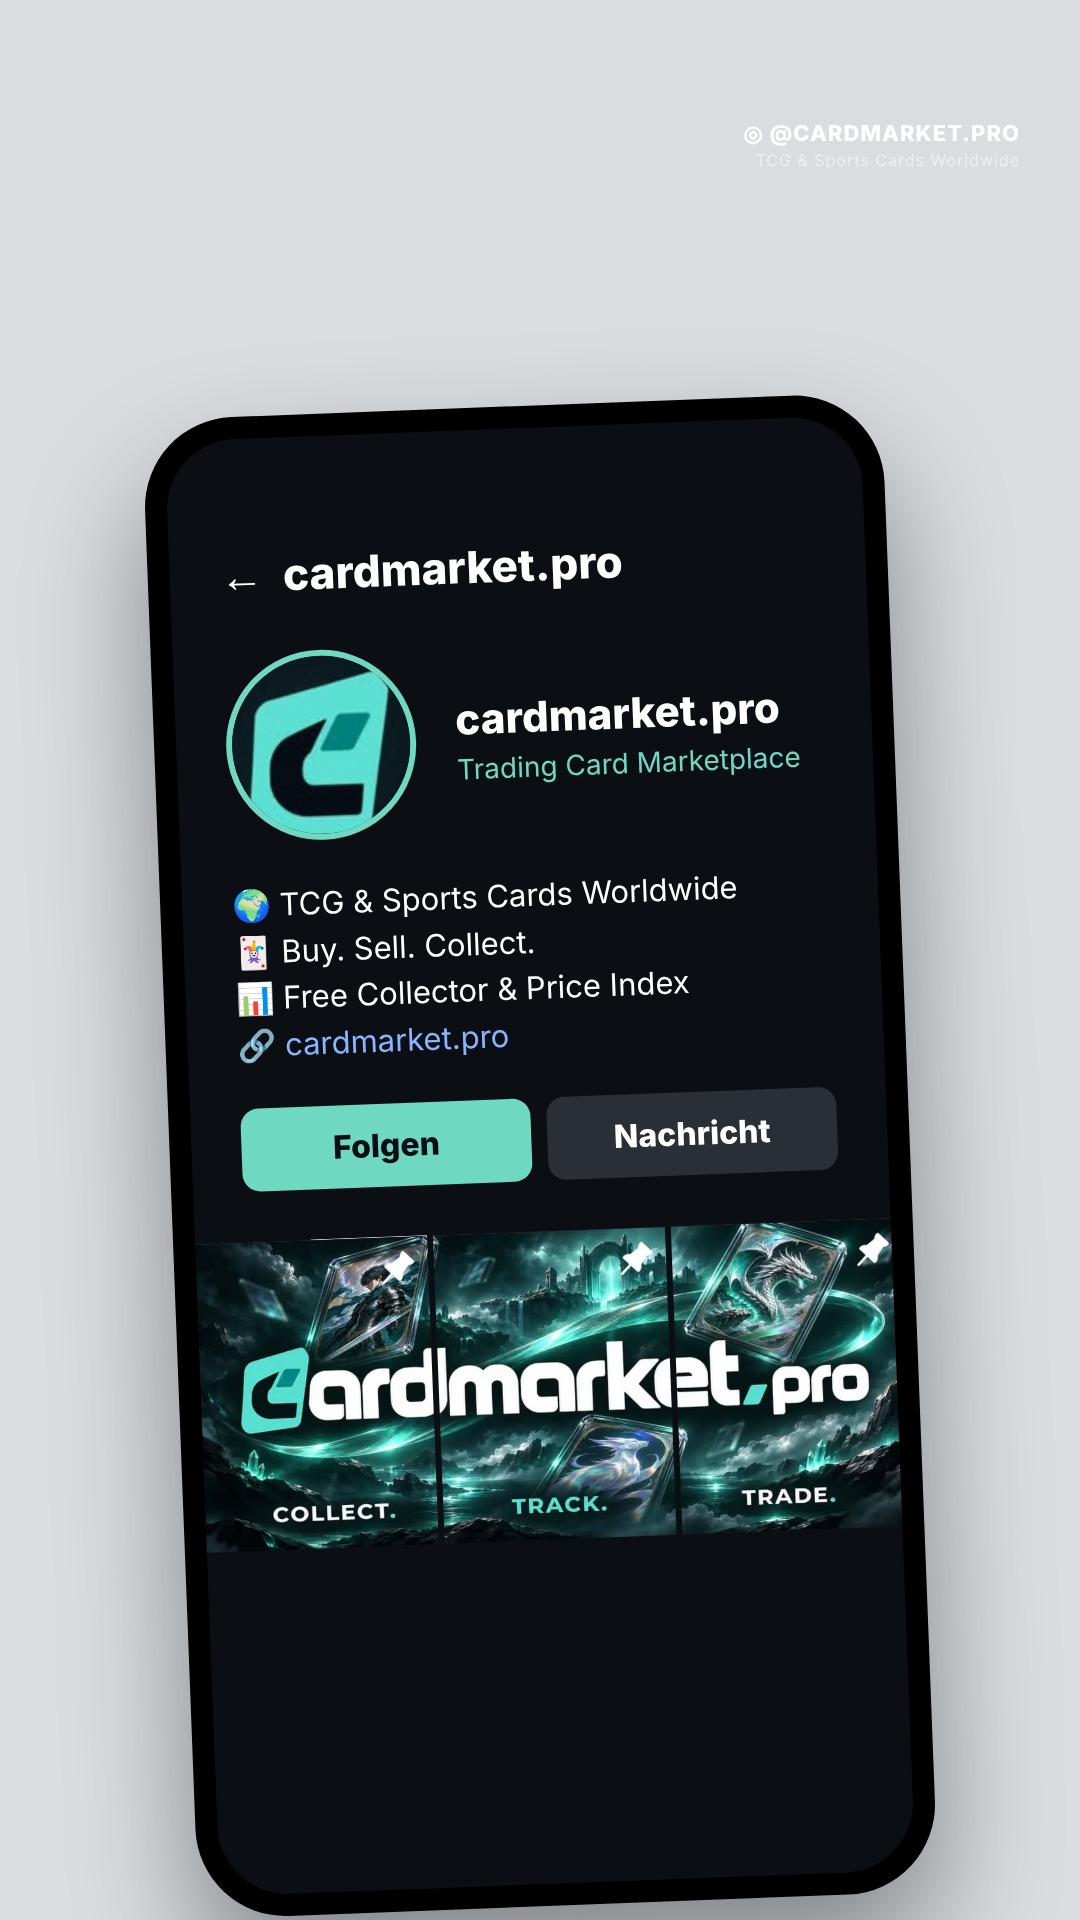 @CARDMARKET.PRO
TCG & Sports Cards Worldwide
← cardmarket.pro
cardmarket.pro
Trading Card Marketplace
🌍 TCG & Sports Cards Worldwide
🃏 Buy. Sell. Collect.
📊 Free Collector & Price Index
🔗 cardmarket.pro
Folgen
Nachricht
cardmarket.pro
COLLECT. TRACK. TRADE.